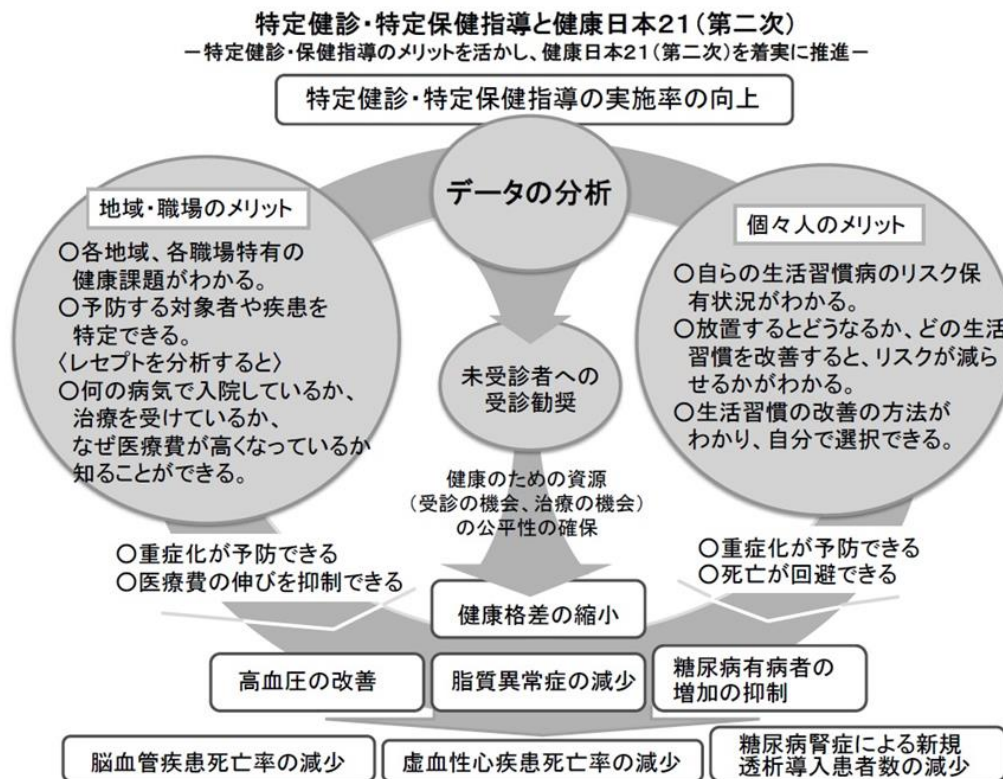 特定健診・特定保健指導と健康日本21(第二次)
－特定健診・保健指導のメリットを活かし、健康日本21(第二次)を着実に推進－
特定健診・特定保健指導の実施率の向上
データの分析
地域・職場のメリット
○各地域、各職場特有の
健康課題がわかる。
○予防する対象者や疾患を
特定できる。
〈レセプトを分析すると〉
○何の病気で入院しているか、
治療を受けているか、
なぜ医療費が高くなっているか
知ることができる。
個々人のメリット
○自らの生活習慣病のリスク保
有状況がわかる。
○放置するとどうなるか、どの生活
習慣を改善すると、リスクが減ら
せるかがわかる。
○生活習慣の改善の方法が
わかり、自分で選択できる。
未受診者への
受診勧奨
健康のための資源
(受診の機会、治療の機会)
の公平性の確保
○重症化が予防できる
○医療費の伸びを抑制できる
○重症化が予防できる
○死亡が回避できる
健康格差の縮小
高血圧の改善
脂質異常症の減少
糖尿病有病者の
増加の抑制
脳血管疾患死亡率の減少
虚血性心疾患死亡率の減少
糖尿病腎症による新規
透析導入患者数の減少